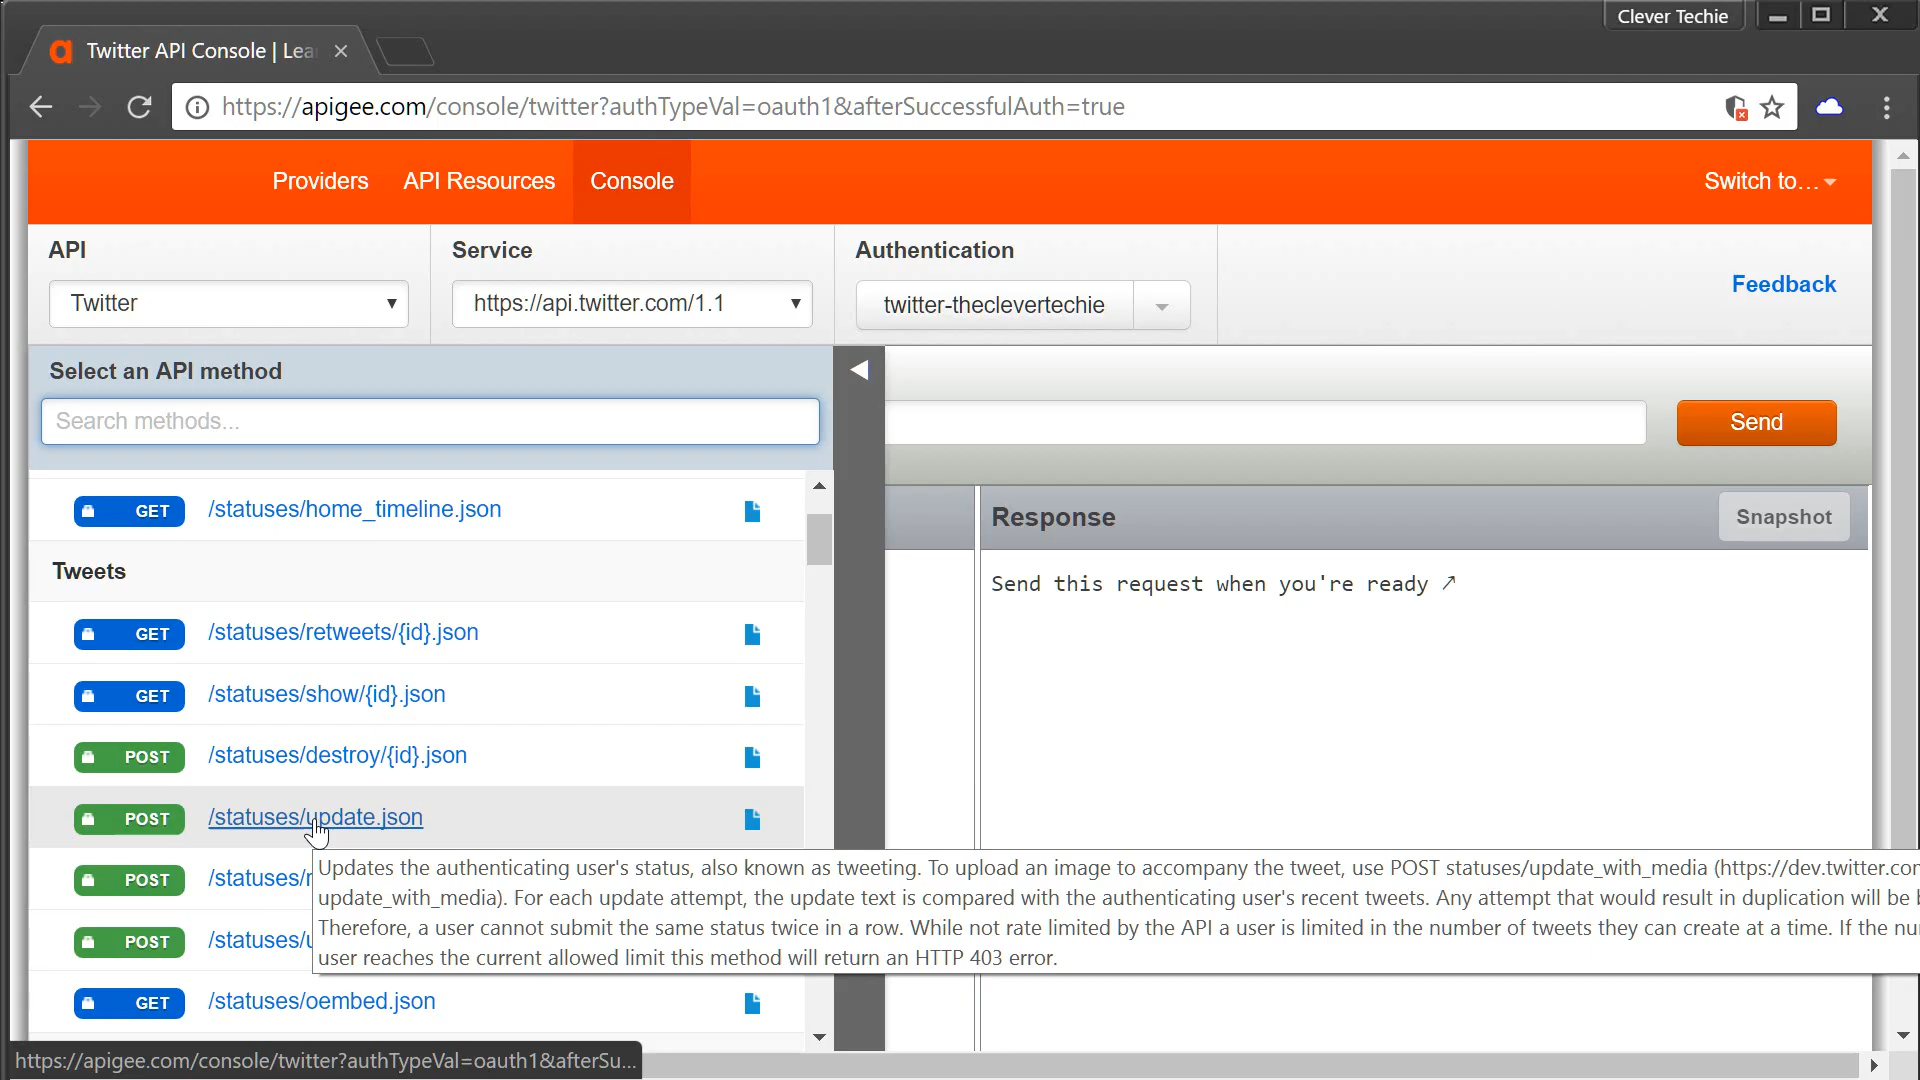 Clever Techie
Twitter API Console | Lea
https://apigee.com/console/twitter?authTypeVal=oauth1&afterSuccessfulAuth=true
Providers API Resources Console Switch to...
API Service Authentication
Feedback
Twitter https://api.twitter.com/1.1 twitter-theclevertechie
Select an API method
Search methods...
Send
GET /statuses/home_timeline.json
Response Snapshot
Tweets
Send this request when you're ready ↗
GET /statuses/retweets/{id}.json
GET /statuses/show/{id}.json
POST /statuses/destroy/{id}.json
POST /statuses/update.json
POST /statuses/r
Updates the authenticating user's status, also known as tweeting. To upload an image to accompany the tweet, use POST statuses/update_with_media (https://dev.twitter.con
update_with_media). For each update attempt, the update text is compared with the authenticating user's recent tweets. Any attempt that would result in duplication will be b
Therefore, a user cannot submit the same status twice in a row. While not rate limited by the API a user is limited in the number of tweets they can create at a time. If the nu
user reaches the current allowed limit this method will return an HTTP 403 error.
POST /statuses/u
GET /statuses/oembed.json
https://apigee.com/console/twitter?authTypeVal=oauth1&afterSu...